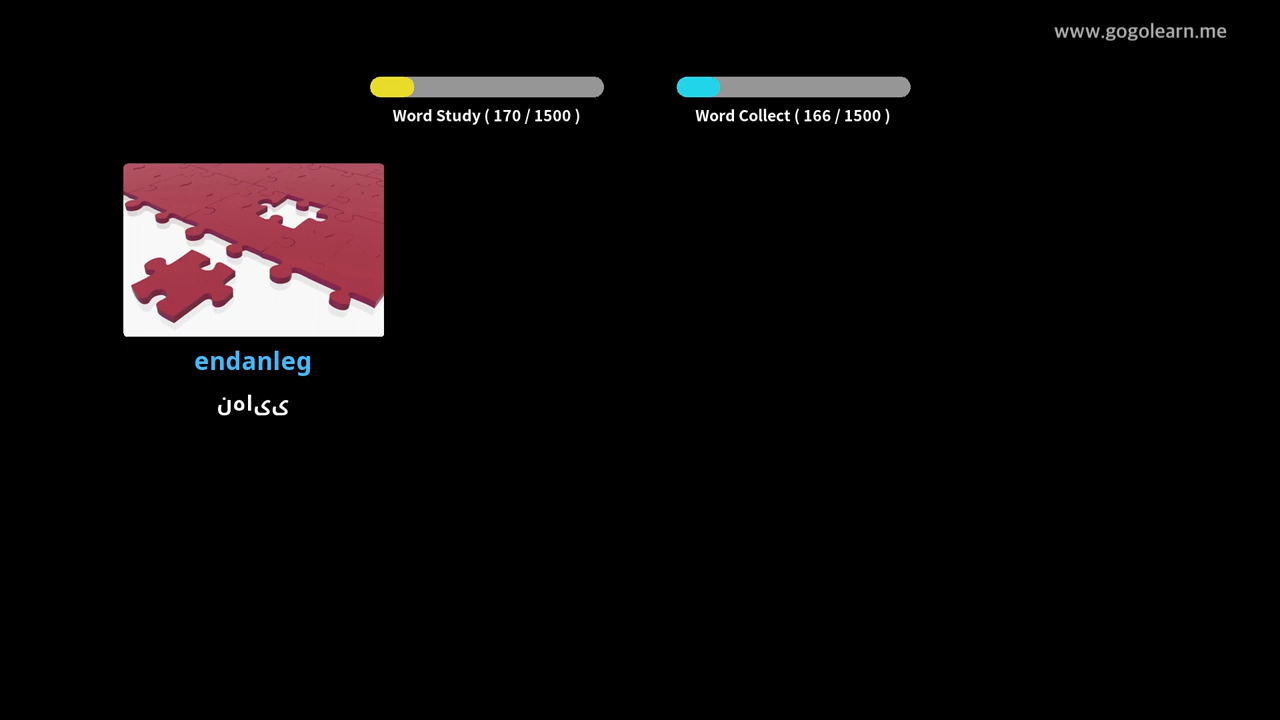 www.gogolearn.me
Word Study ( 170 / 1500 )
Word Collect ( 166 / 1500 )
endanleg
نهایی